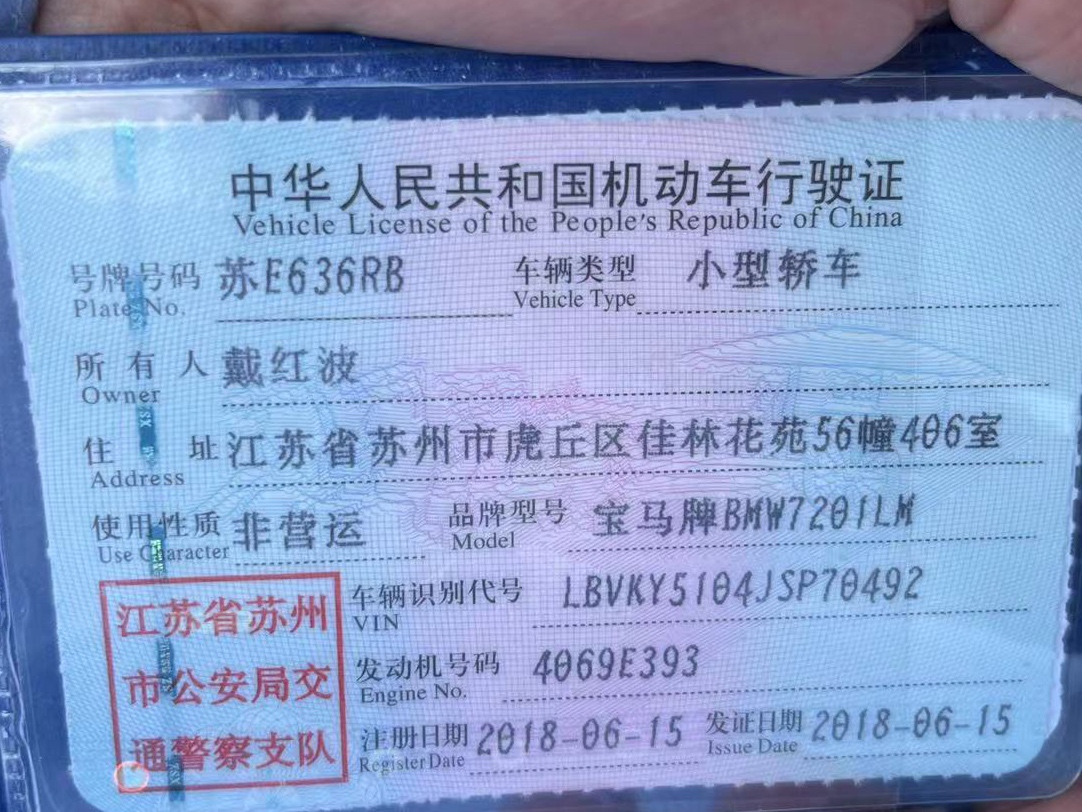 中华人民共和国机动车行驶证
Vehicle License of the People's Republic of China
号牌号码 苏E636RB 车辆类型 小型轿车
Plate No. Vehicle Type
所有人 戴红波
Owner
住址 江苏省苏州市虎丘区佳林花苑56幢406室
Address
使用性质 非营运 品牌型号 宝马牌BMW7201LM
Use Character Model
车辆识别代号 LBVKY5104JSP70492
VIN
发动机号码 4069E393
Engine No.
注册日期 2018-06-15 发证日期 2018-06-15
Register Date Issue Date
江苏省苏州
市公安局交
通警察支队